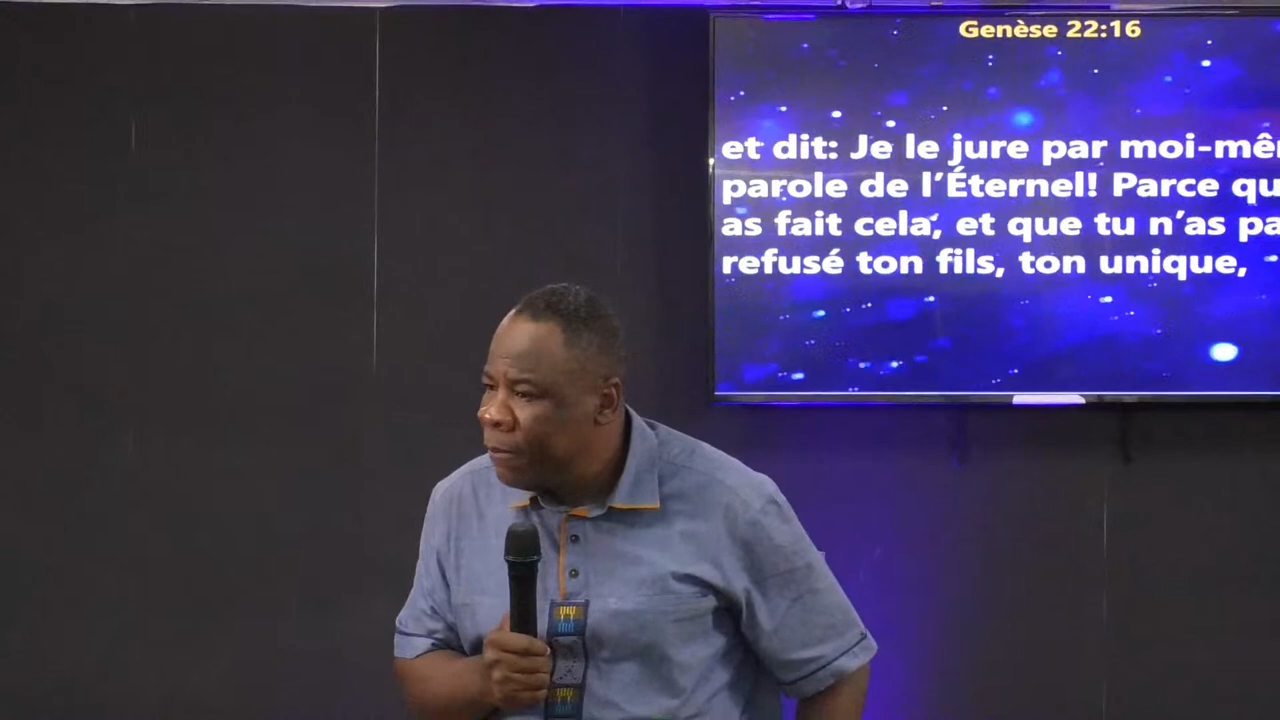 Genèse 22:16
et dit: Je le jure par moi-mê
parole de l’Éternel! Parce qu
as fait cela, et que tu n’as pa
refusé ton fils, ton unique,